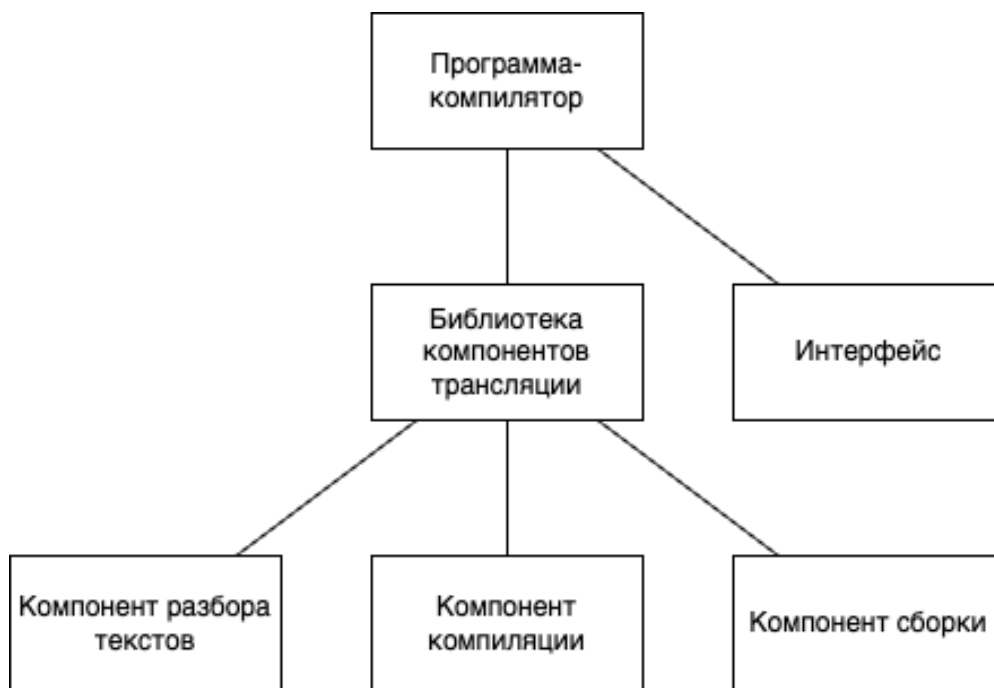 Программа-
компилятор
Библиотека
компонентов
трансляции
Интерфейс
Компонент разбора
текстов
Компонент
компиляции
Компонент сборки